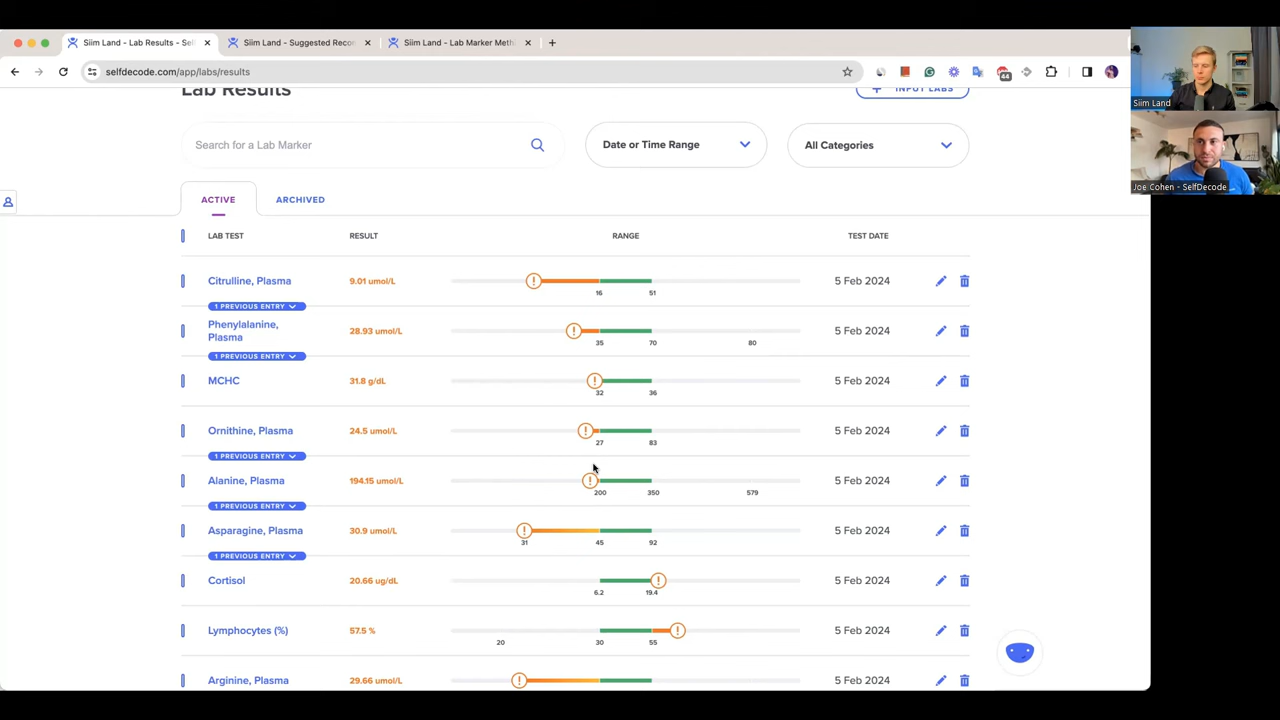 Siim Land - Lab Results - Sel
Siim Land - Suggested Reco
Siim Land - Lab Marker Meth
selfdecode.com/app/labs/results
44
Siim Land
Joe Cohen - SelfDecode
Lab Results
INPUT LABS
Search for a Lab Marker
Date or Time Range
All Categories
ACTIVE
ARCHIVED
LAB TEST RESULT RANGE TEST DATE
Citrulline, Plasma 9.01 umol/L 5 Feb 2024
16 51
1 PREVIOUS ENTRY
Phenylalanine,
Plasma 28.93 umol/L 5 Feb 2024
35 70 80
1 PREVIOUS ENTRY
MCHC 31.8 g/dL 5 Feb 2024
32 36
Ornithine, Plasma 24.5 umol/L 5 Feb 2024
27 83
1 PREVIOUS ENTRY
Alanine, Plasma 194.15 umol/L 5 Feb 2024
200 350 579
1 PREVIOUS ENTRY
Asparagine, Plasma 30.9 umol/L 5 Feb 2024
31 45 92
1 PREVIOUS ENTRY
Cortisol 20.66 ug/dL 5 Feb 2024
6.2 19.4
Lymphocytes (%) 57.5 % 5 Feb 2024
20 30 55
Arginine, Plasma 29.66 umol/L 5 Feb 2024